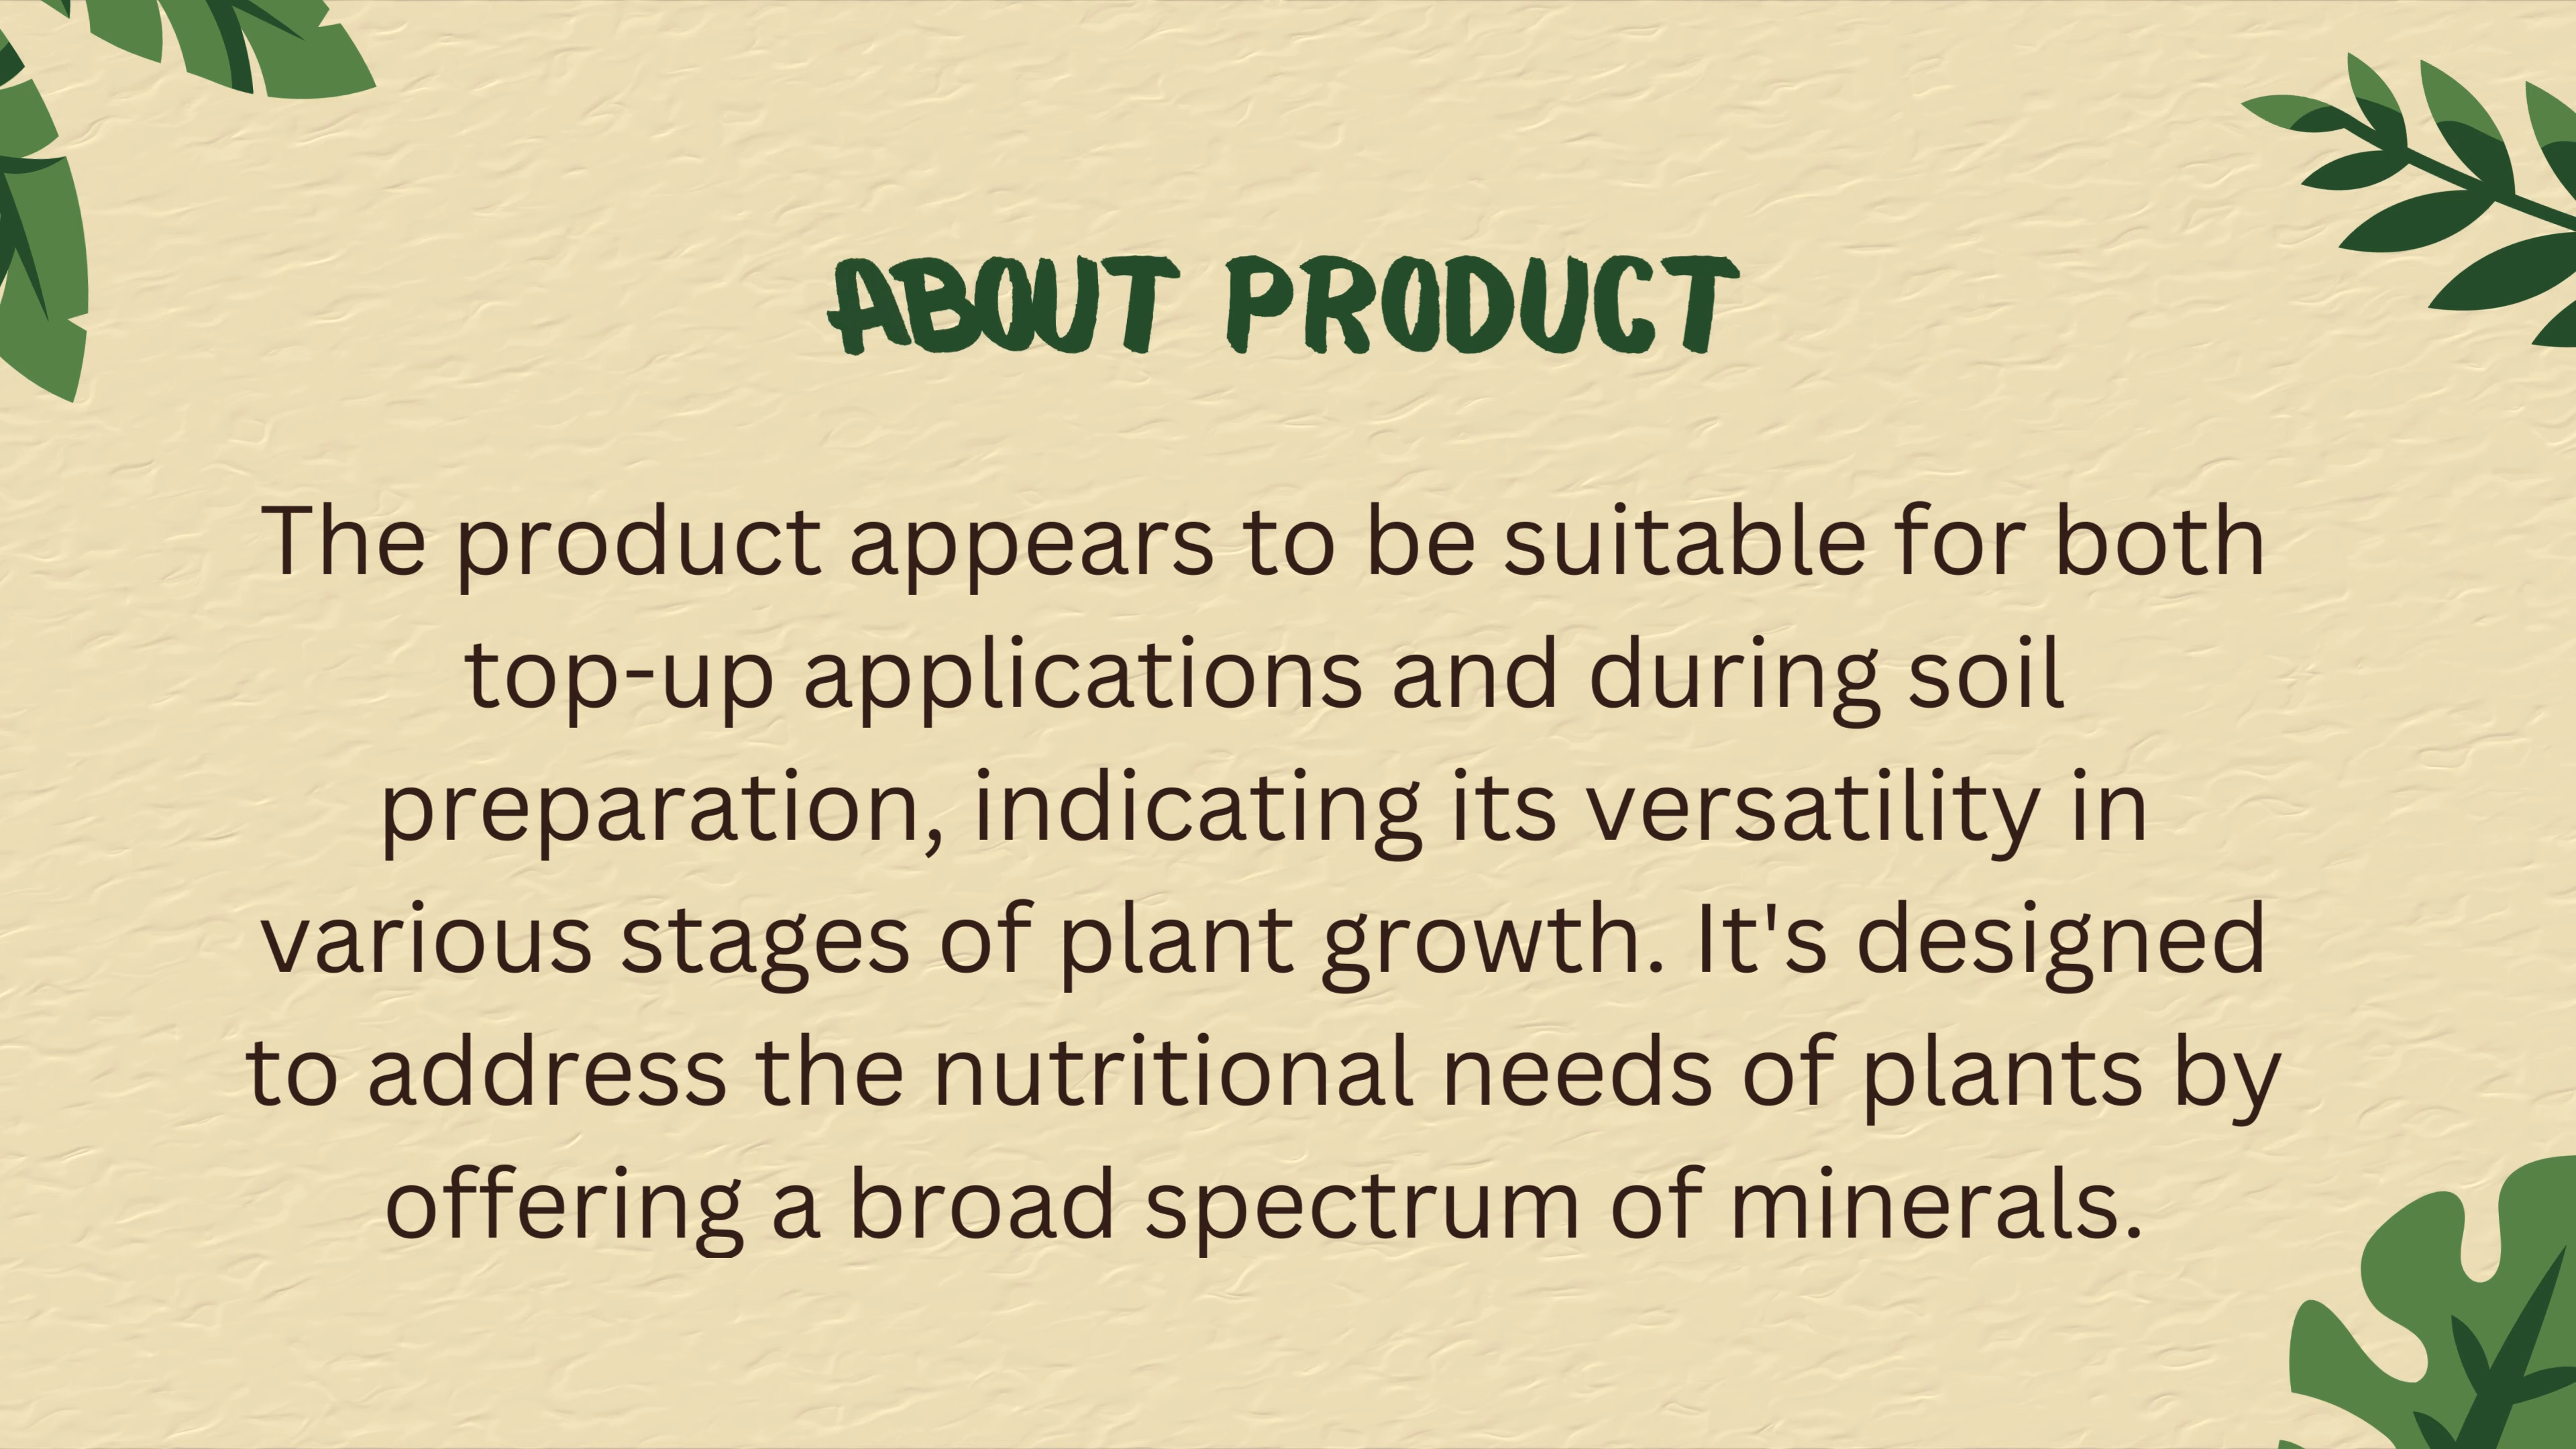 ABOUT PRODUCT
The product appears to be suitable for both
top-up applications and during soil
preparation, indicating its versatility in
various stages of plant growth. It's designed
to address the nutritional needs of plants by
offering a broad spectrum of minerals.